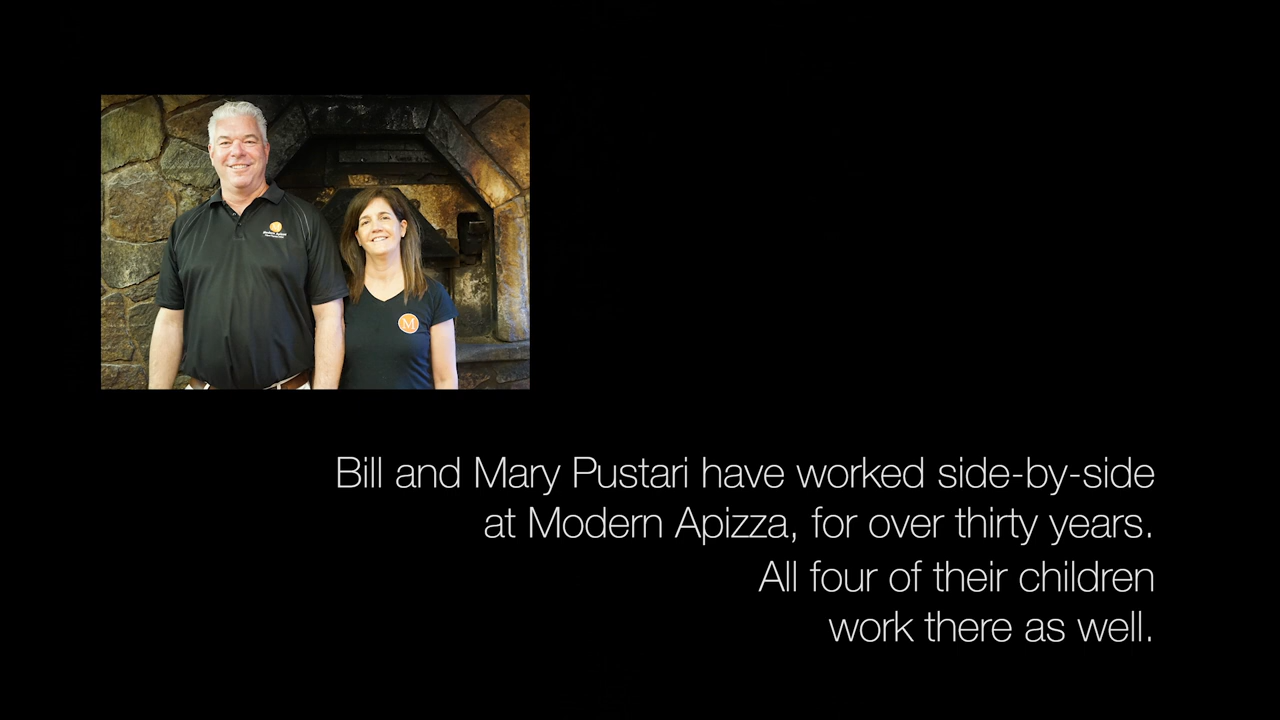 M
Bill and Mary Pustari have worked side-by-side
at Modern Apizza, for over thirty years.
All four of their children
work there as well.